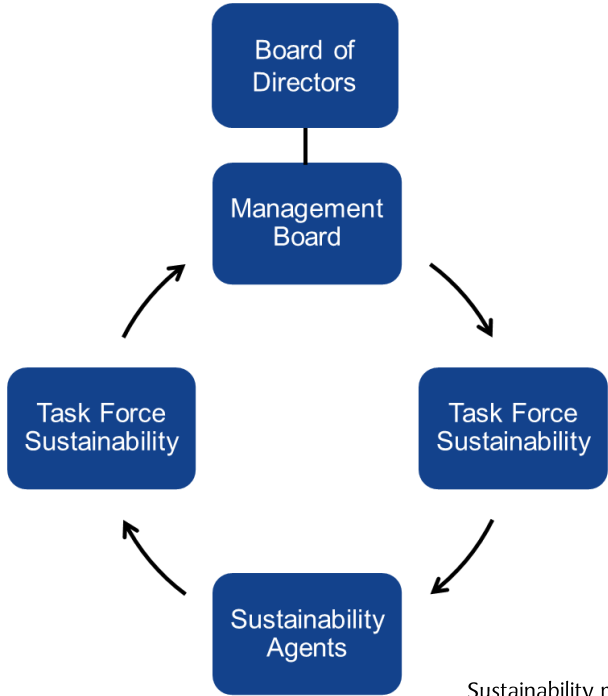 Board of
Directors
Management
Board
Task Force
Sustainability
Task Force
Sustainability
Sustainability
Agents
Sustainability